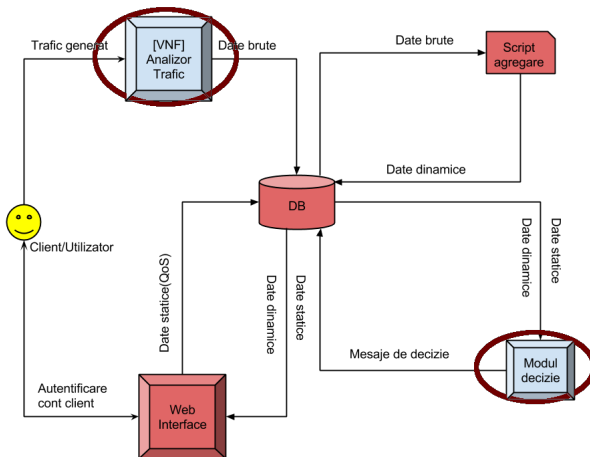 Trafic generat
[VNF]
Analizor
Trafic
Date brute
Date brute
Script
agregare
Date dinamice
DB
Client/Utilizator
Date statice(QoS)
Date dinamice
Date statice
Date dinamice
Date statice
Mesaje de decizie
Modul
decizie
Autentificare
cont client
Web
Interface